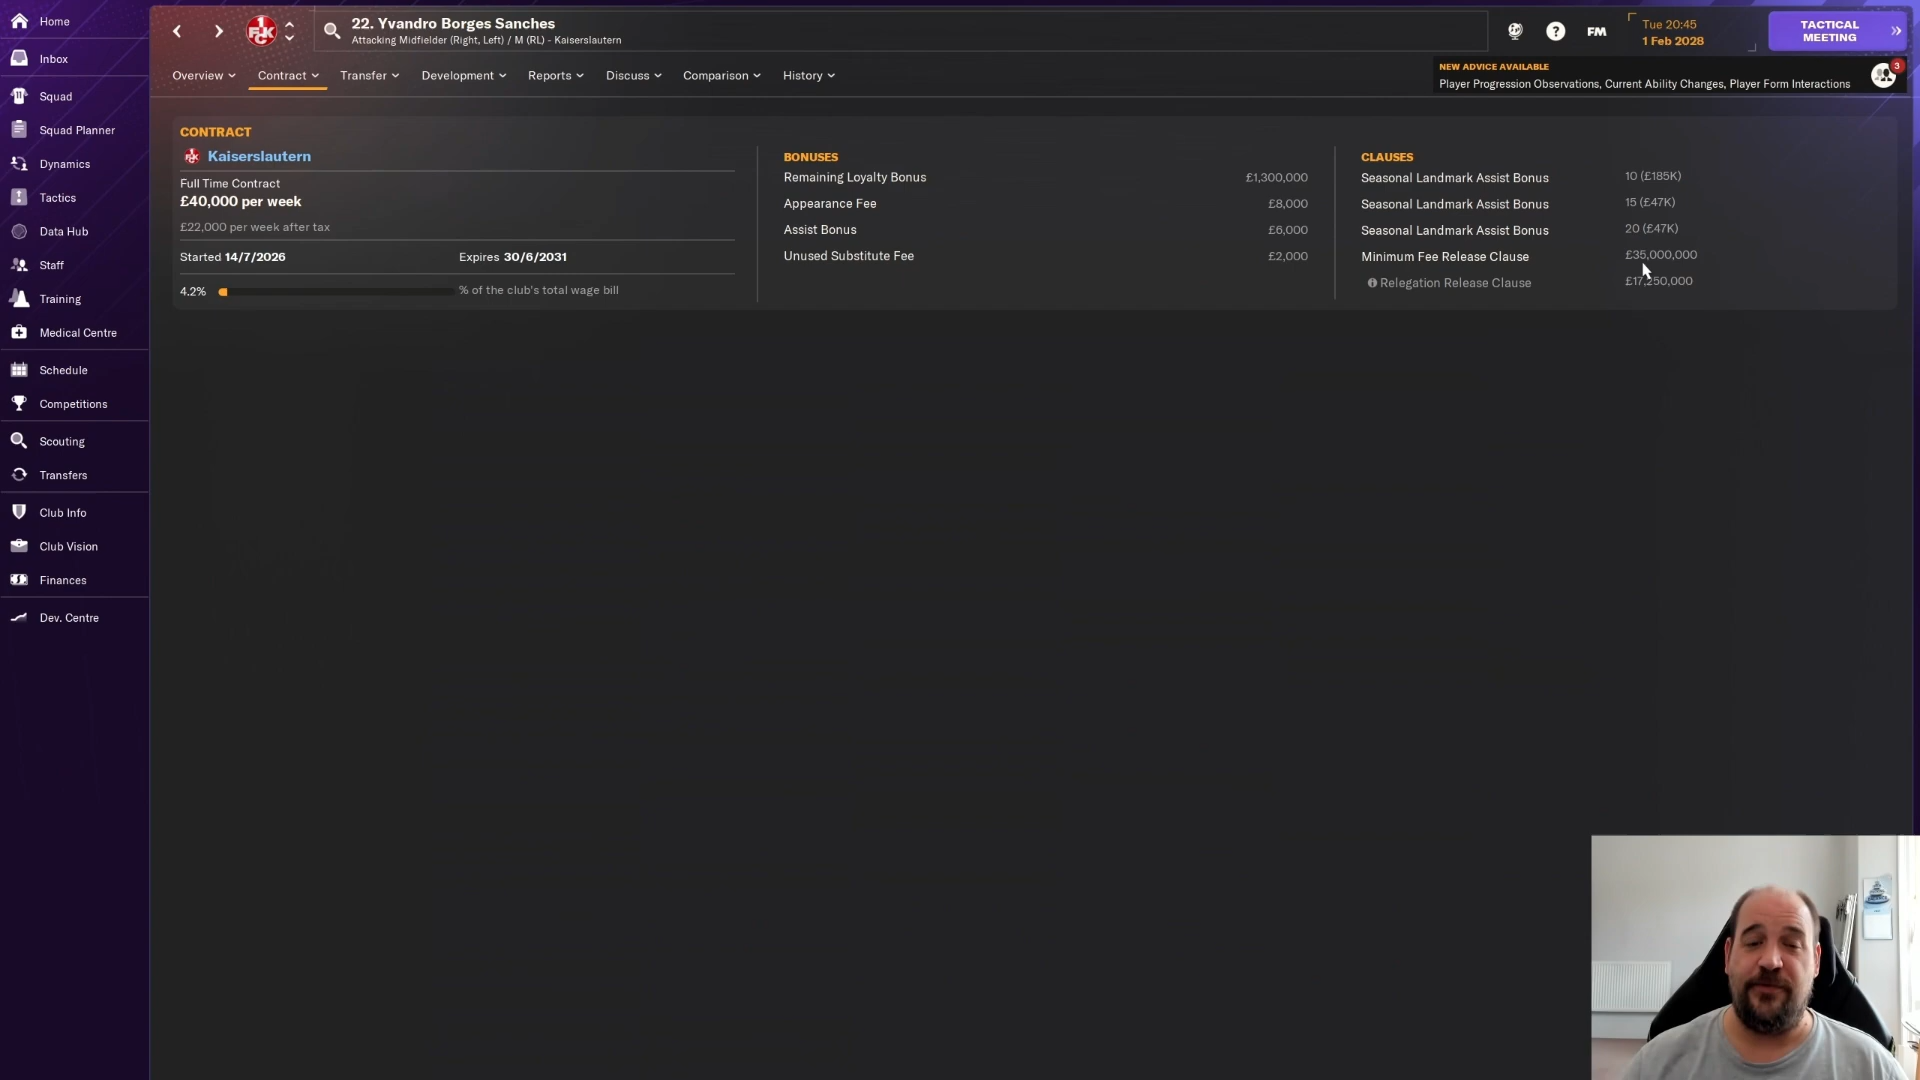 Home
Inbox
Squad
Squad Planner
Dynamics
Tactics
Data Hub
Staff
Training
Medical Centre
Schedule
Competitions
Scouting
Transfers
Club Info
Club Vision
Finances
Dev. Centre
22. Yvandro Borges Sanches
Attacking Midfielder (Right, Left) / M (RL) - Kaiserslautern
FM
Tue 20:45
1 Feb 2028
TACTICAL
MEETING
Overview
Contract
Transfer
Development
Reports
Discuss
Comparison
History
NEW ADVICE AVAILABLE
Player Progression Observations, Current Ability Changes, Player Form Interactions
3
CONTRACT
Kaiserslautern
Full Time Contract
£40,000 per week
£22,000 per week after tax
Started 14/7/2026
Expires 30/6/2031
4.2%
% of the club's total wage bill
BONUSES
Remaining Loyalty Bonus £1,300,000
Appearance Fee £8,000
Assist Bonus £6,000
Unused Substitute Fee £2,000
CLAUSES
Seasonal Landmark Assist Bonus 10 (£185K)
Seasonal Landmark Assist Bonus 15 (£47K)
Seasonal Landmark Assist Bonus 20 (£47K)
Minimum Fee Release Clause £35,000,000
Relegation Release Clause £17,250,000